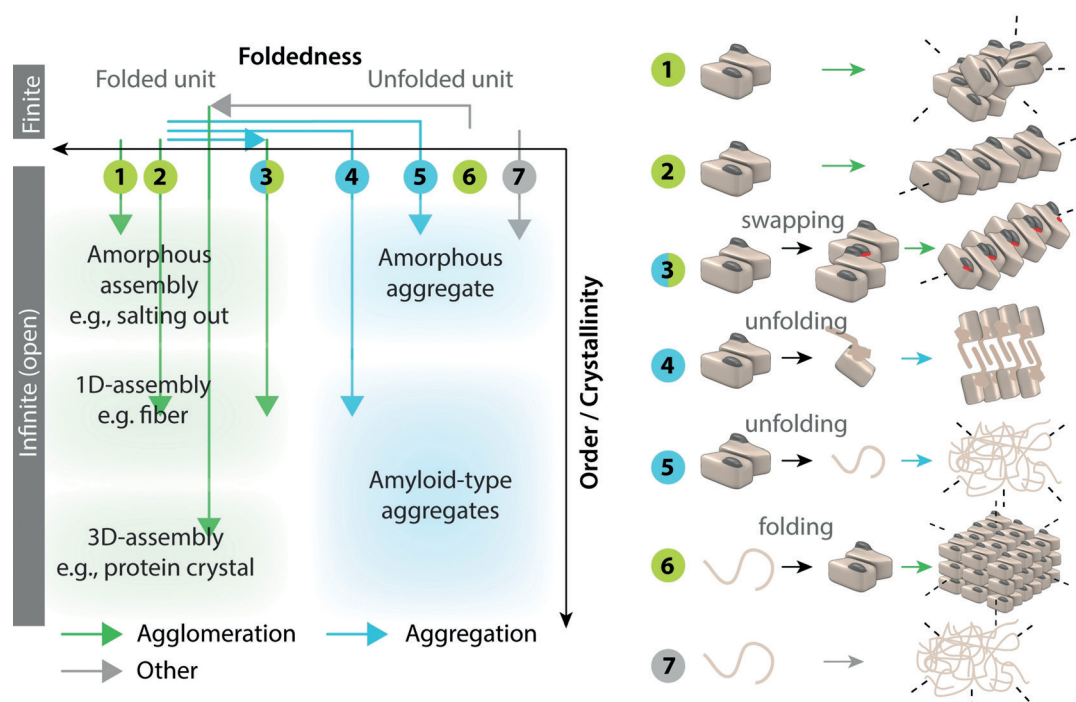 Foldedness
Folded unit
Unfolded unit
Finite
1
2
3
4
5
6
7
Infinite (open)
Amorphous
assembly
e.g., salting out
Amorphous
aggregate
1D-assembly
e.g. fiber
Amyloid-type
aggregates
3D-assembly
e.g., protein crystal
Order / Crystallinity
Agglomeration
Aggregation
Other
1
2
swapping
3
unfolding
4
unfolding
5
folding
6
7